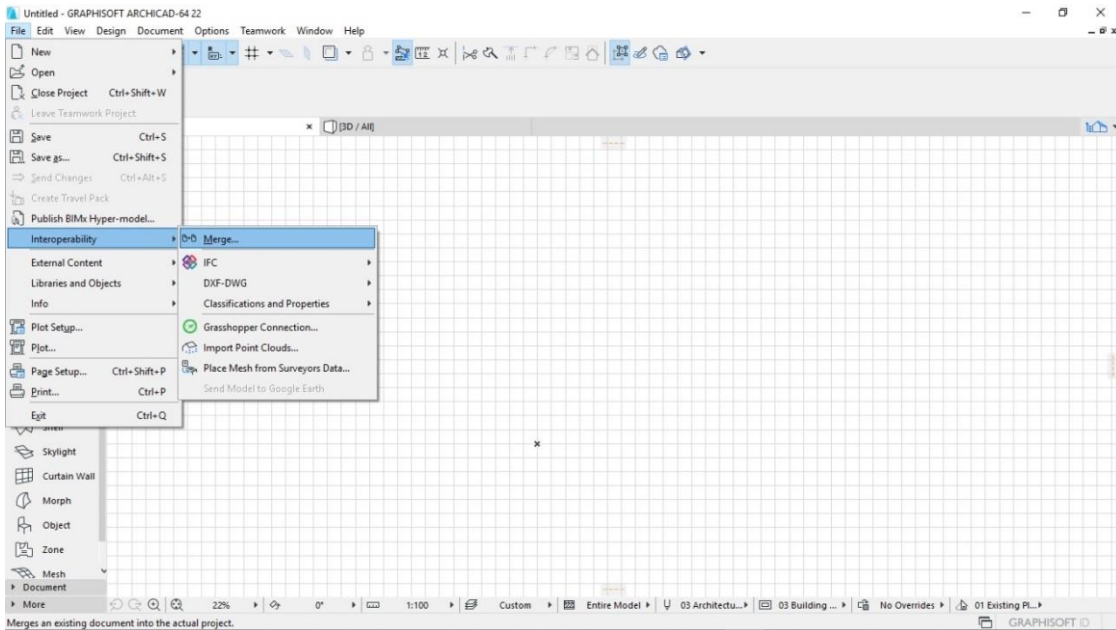 Untitled - GRAPHISOFT ARCHICAD-64 22
File Edit View Design Document Options Teamwork Window Help
New
Open
Close Project Ctrl+Shift+W
Leave Teamwork Project
[3D / All]
Save Ctrl+S
Save as... Ctrl+Shift+S
Send Changes Ctrl+Alt+S
Create Travel Pack
Publish BIMx Hyper-model...
Interoperability Merge...
External Content IFC
Libraries and Objects DXF-DWG
Info Classifications and Properties
Plot Setup... Grasshopper Connection...
Plot... Import Point Clouds...
Page Setup... Ctrl+Shift+P Place Mesh from Surveyors Data...
Print... Ctrl+P Send Model to Google Earth
Exit Ctrl+Q
Skylight
Curtain Wall
Morph
Object
Zone
Mesh
Document
More 22% 0° 1:100 Custom Entire Model 03 Architectu... 03 Building ... No Overrides 01 Existing Pl...
Merges an existing document into the actual project. GRAPHISOFT ID